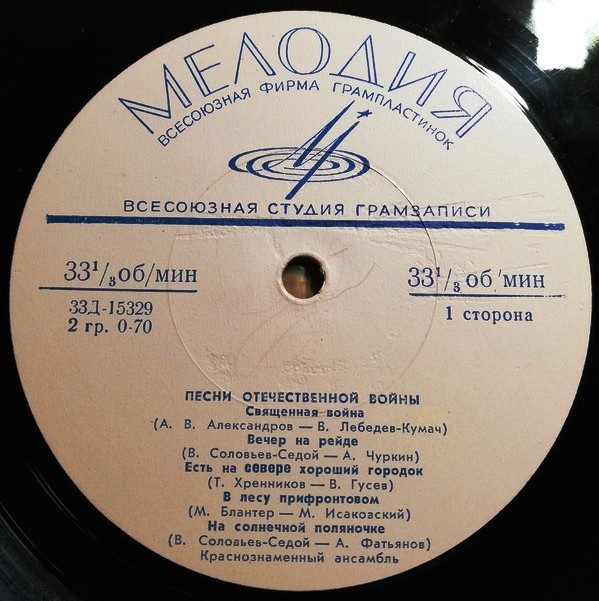 МЕЛОДИЯ
ВСЕСОЮЗНАЯ ФИРМА ГРАМПЛАСТИНОК
ВСЕСОЮЗНАЯ СТУДИЯ ГРАМЗАПИСИ
33¹/₃ об/мин
33¹/₃ об/мин
33Д-15329
2 гр. 0-70
1 сторона
ПЕСНИ ОТЕЧЕСТВЕННОЙ ВОЙНЫ
Священная война
(А. В. Александров — В. Лебедев-Кумач)
Вечер на рейде
(В. Соловьев-Седой — А. Чуркин)
Есть на севере хороший городок
(Т. Хренников — В. Гусев)
В лесу прифронтовом
(М. Блантер — М. Исаковский)
На солнечной поляночке
(В. Соловьев-Седой — А. Фатьянов)
Краснознаменный ансамбль